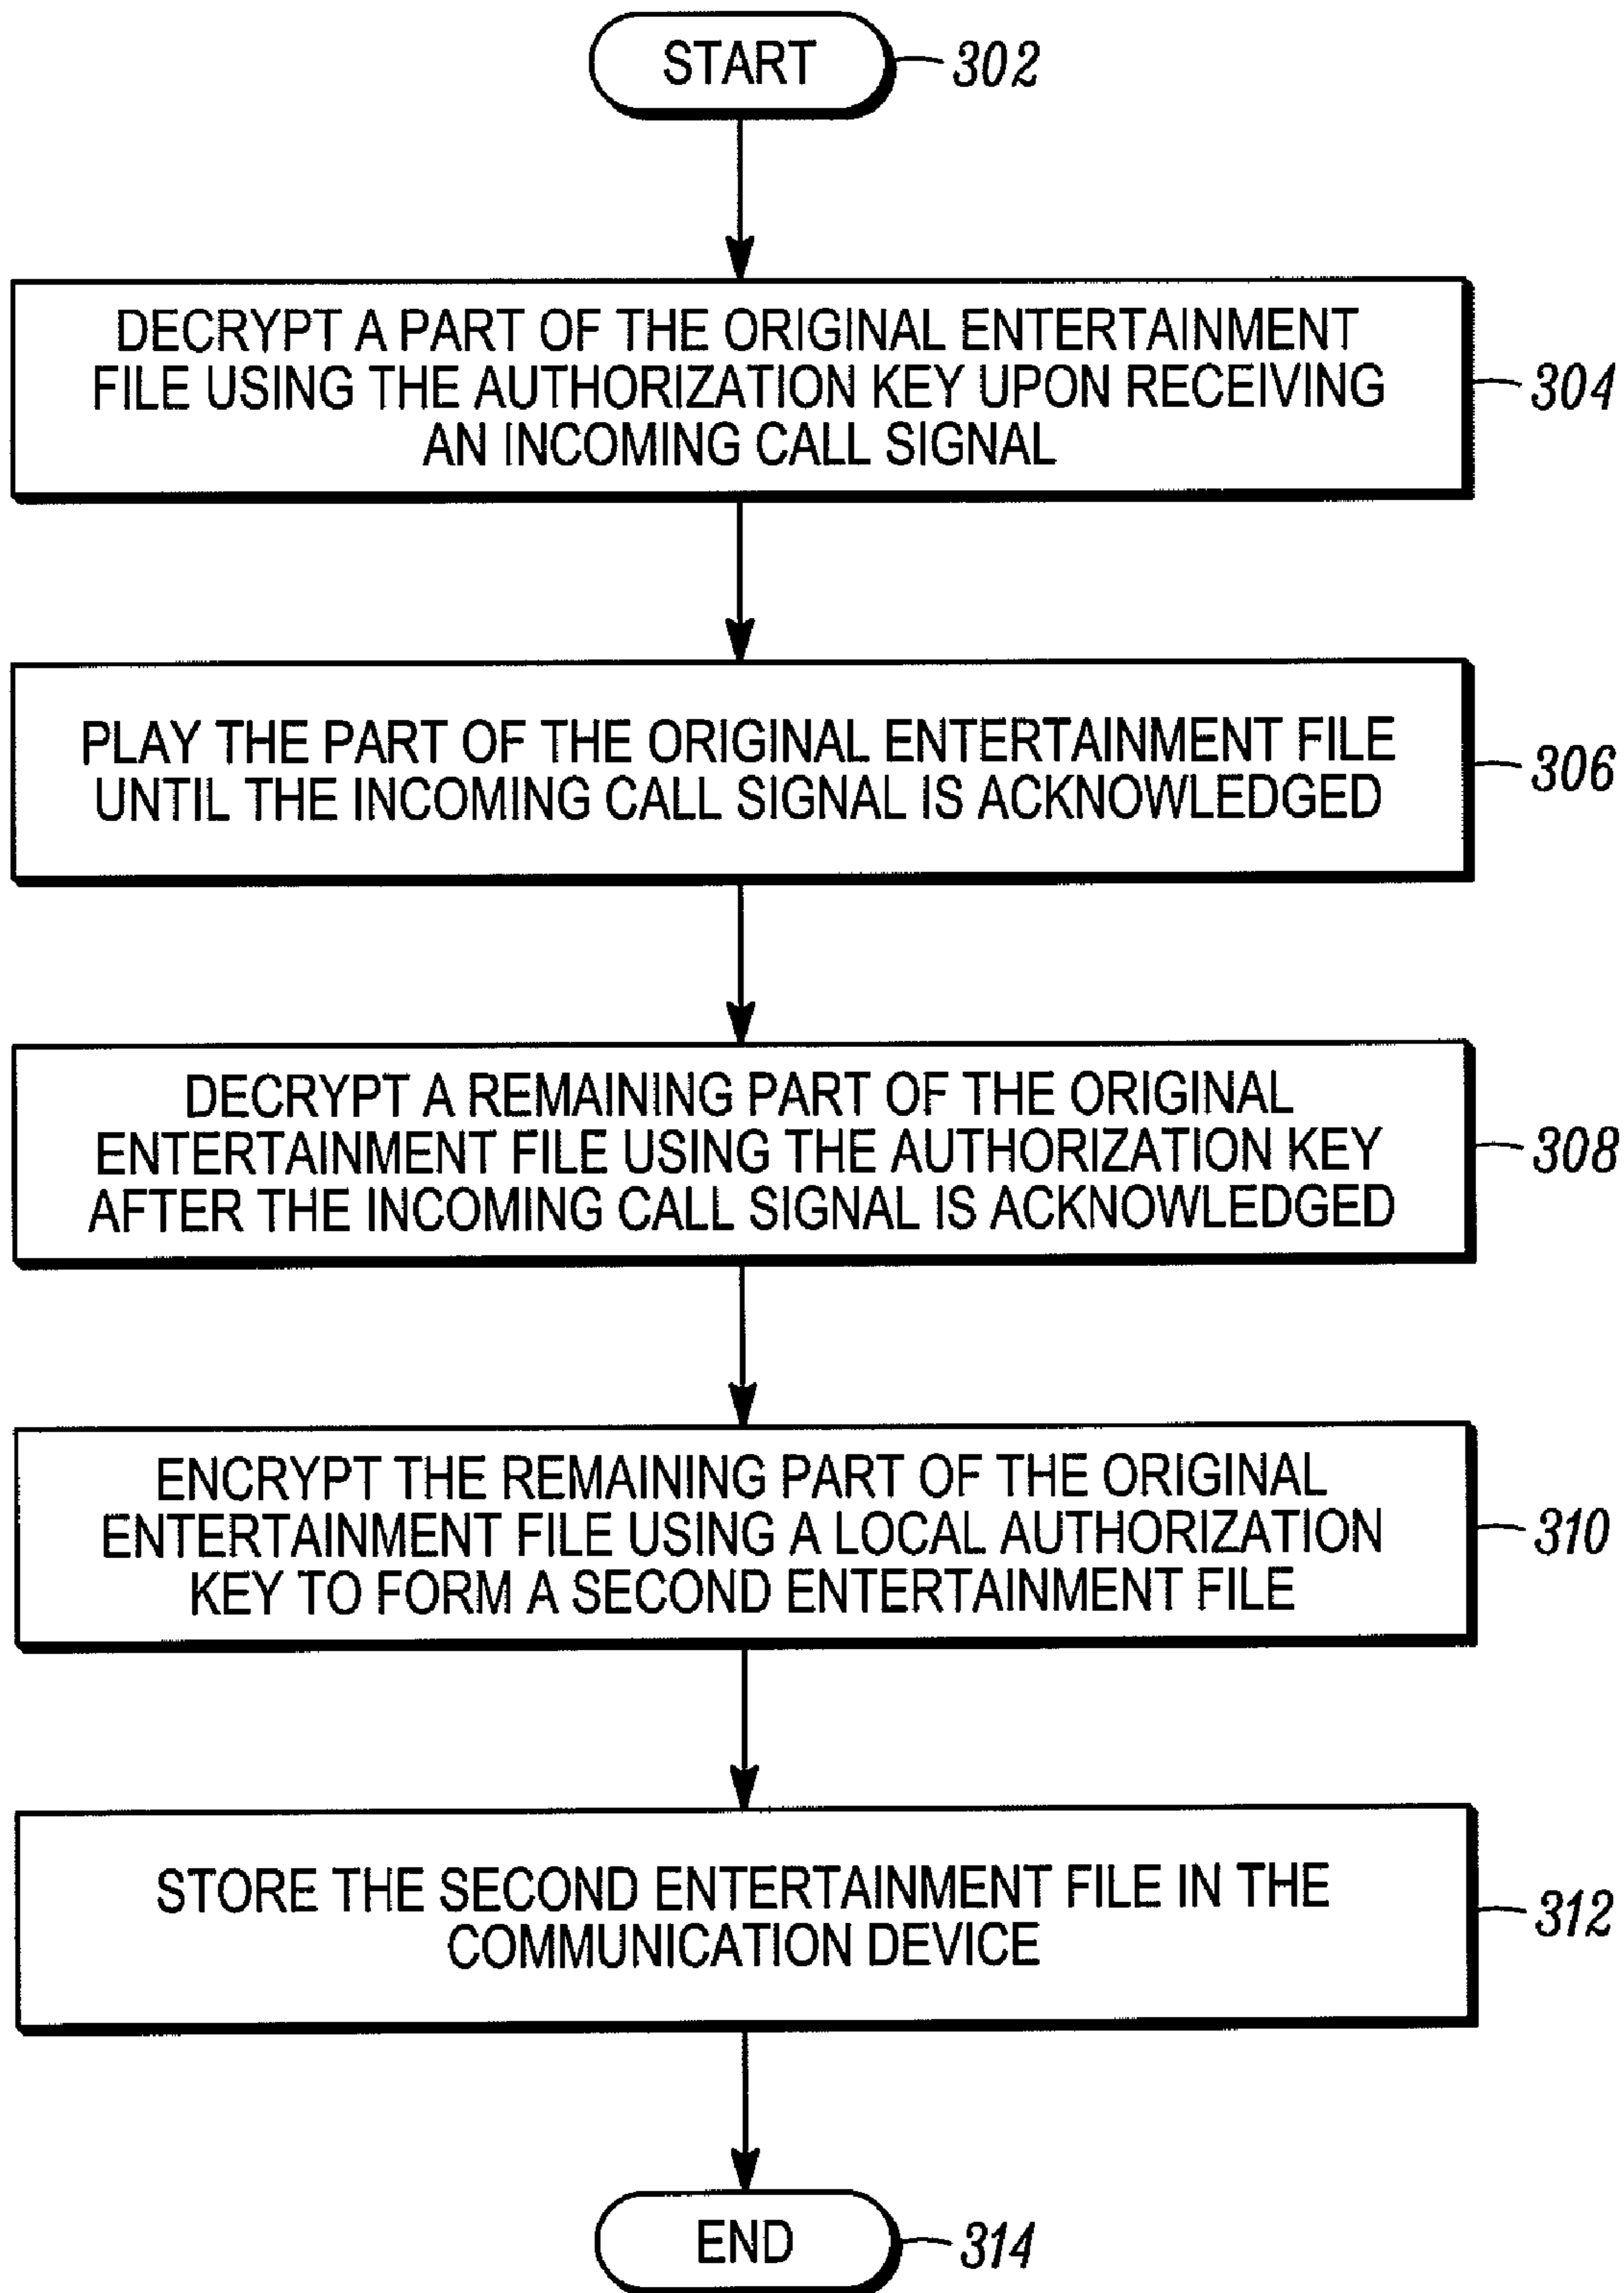 START
302
DECRYPT A PART OF THE ORIGINAL ENTERTAINMENT
FILE USING THE AUTHORIZATION KEY UPON RECEIVING
AN INCOMING CALL SIGNAL
304
PLAY THE PART OF THE ORIGINAL ENTERTAINMENT FILE
UNTIL THE INCOMING CALL SIGNAL IS ACKNOWLEDGED
306
DECRYPT A REMAINING PART OF THE ORIGINAL
ENTERTAINMENT FILE USING THE AUTHORIZATION KEY
AFTER THE INCOMING CALL SIGNAL IS ACKNOWLEDGED
308
ENCRYPT THE REMAINING PART OF THE ORIGINAL
ENTERTAINMENT FILE USING A LOCAL AUTHORIZATION
KEY TO FORM A SECOND ENTERTAINMENT FILE
310
STORE THE SECOND ENTERTAINMENT FILE IN THE
COMMUNICATION DEVICE
312
END
314